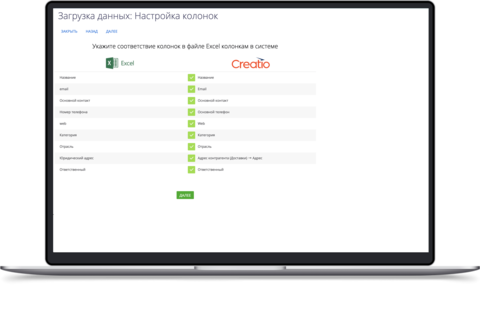 Загрузка данных: Настройка колонок
ЗАКРЫТЬ НАЗАД ДАЛЕЕ
Укажите соответствие колонок в файле Excel колонкам в системе
Excel Creatio
Название Название
email Email
Основной контакт Основной контакт
Номер телефона Основной телефон
web Web
Категория Категория
Отрасль Отрасль
Юридический адрес Адрес контрагента (Доставка) → Адрес
Ответственный Ответственный
ДАЛЕЕ